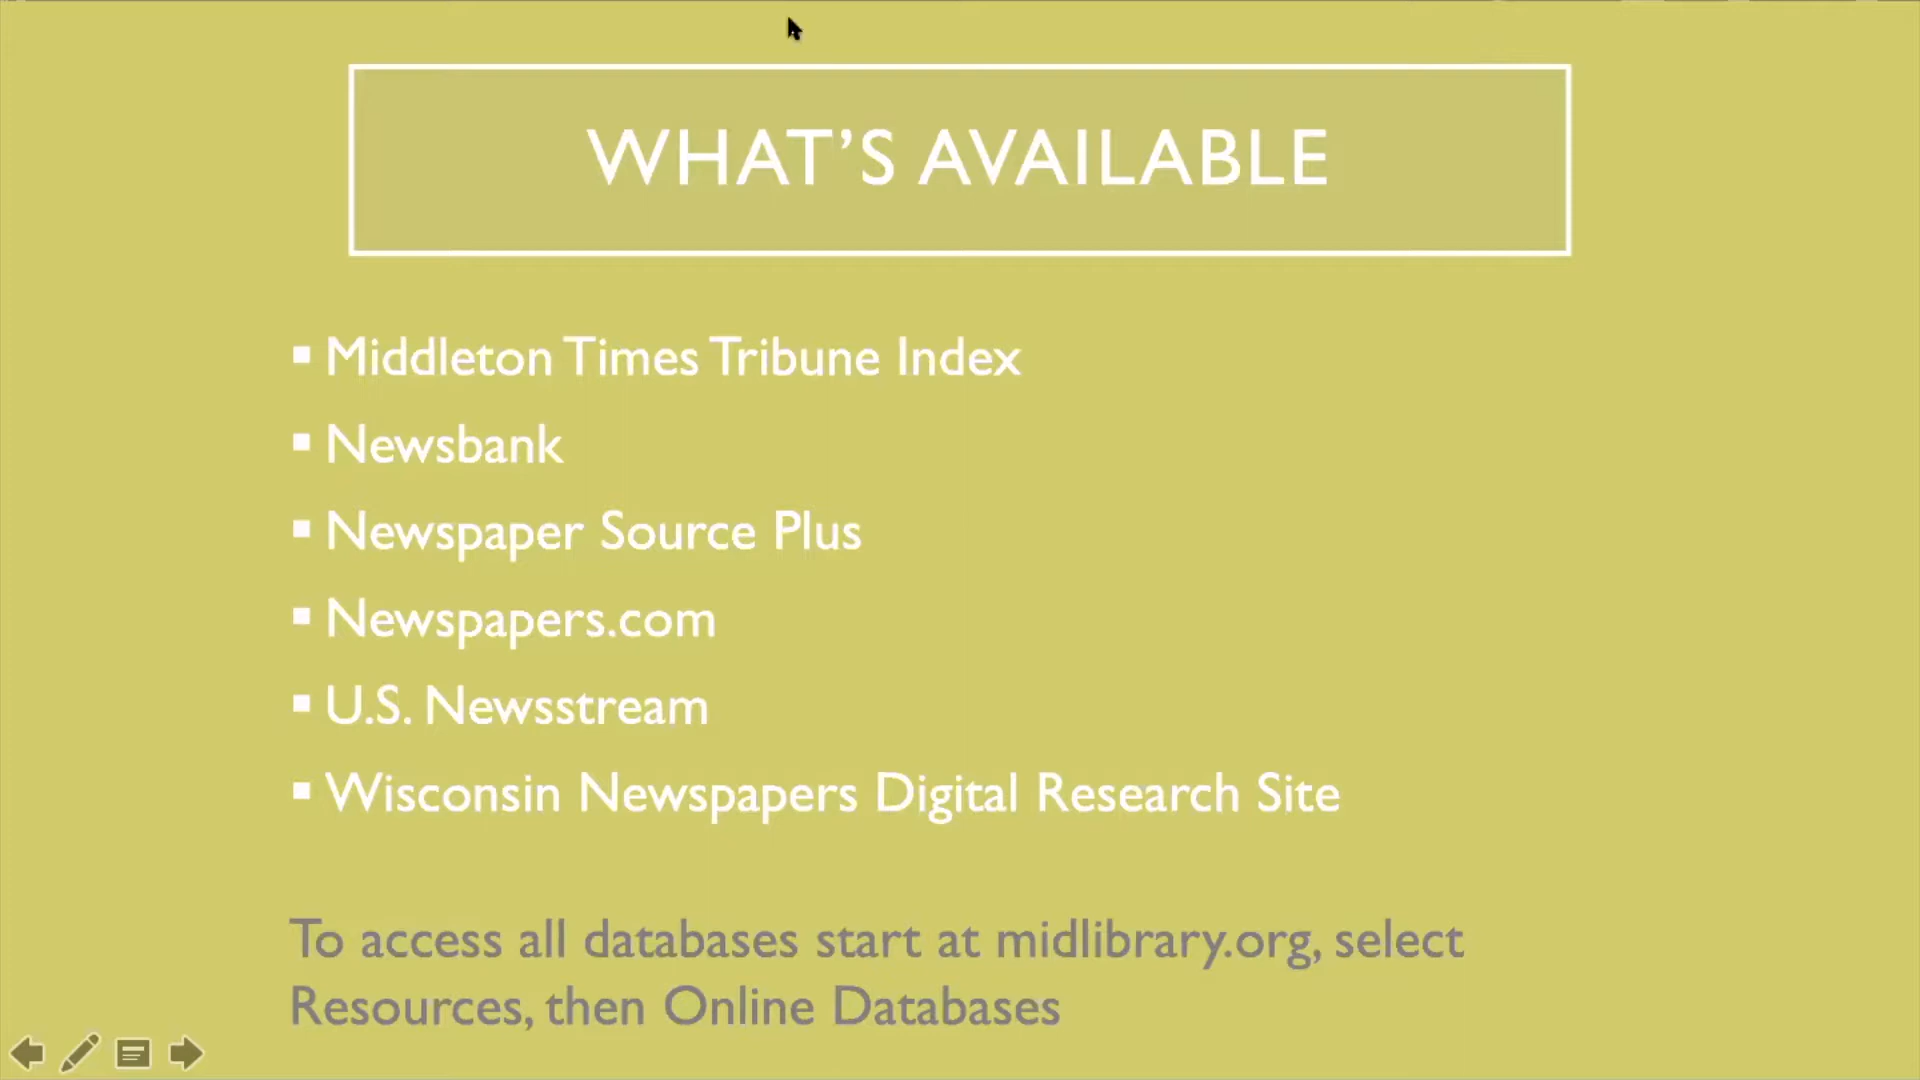 WHAT’S AVAILABLE
▪ Middleton Times Tribune Index
▪ Newsbank
▪ Newspaper Source Plus
▪ Newspapers.com
▪ U.S. Newsstream
▪ Wisconsin Newspapers Digital Research Site
To access all databases start at midlibrary.org, select
Resources, then Online Databases